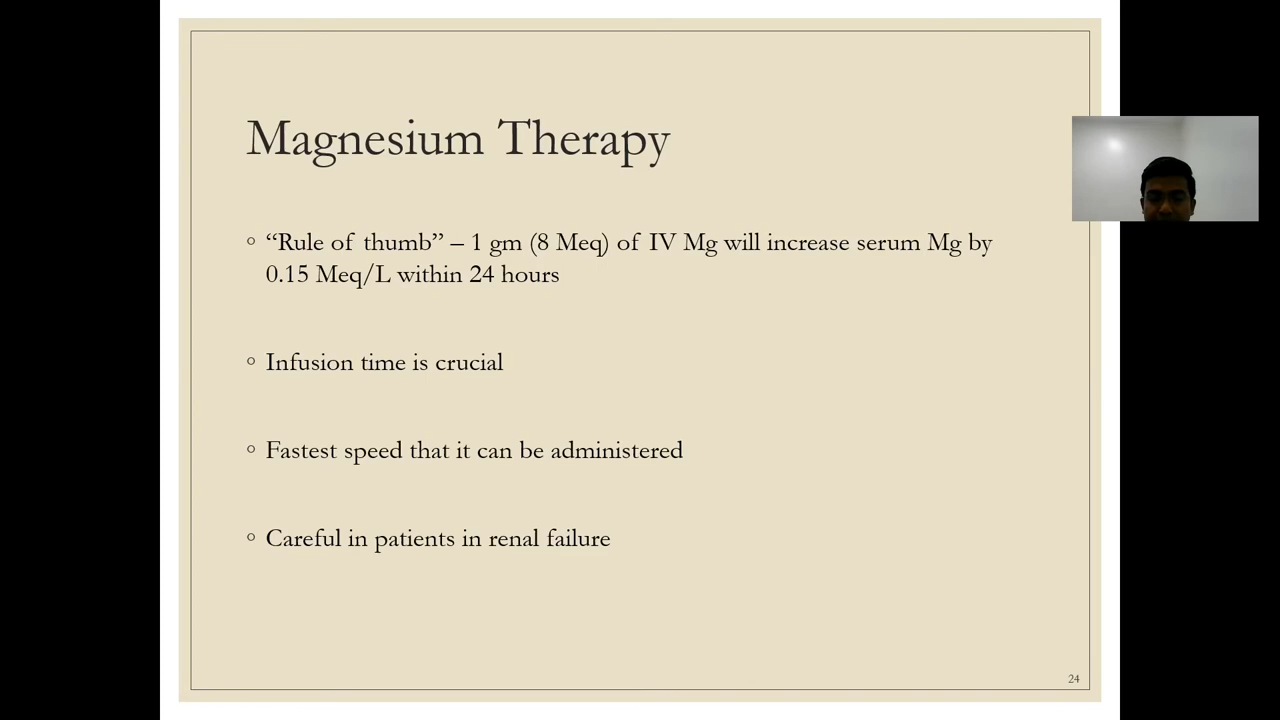 Magnesium Therapy
“Rule of thumb” – 1 gm (8 Meq) of IV Mg will increase serum Mg by
0.15 Meq/L within 24 hours
Infusion time is crucial
Fastest speed that it can be administered
Careful in patients in renal failure
24